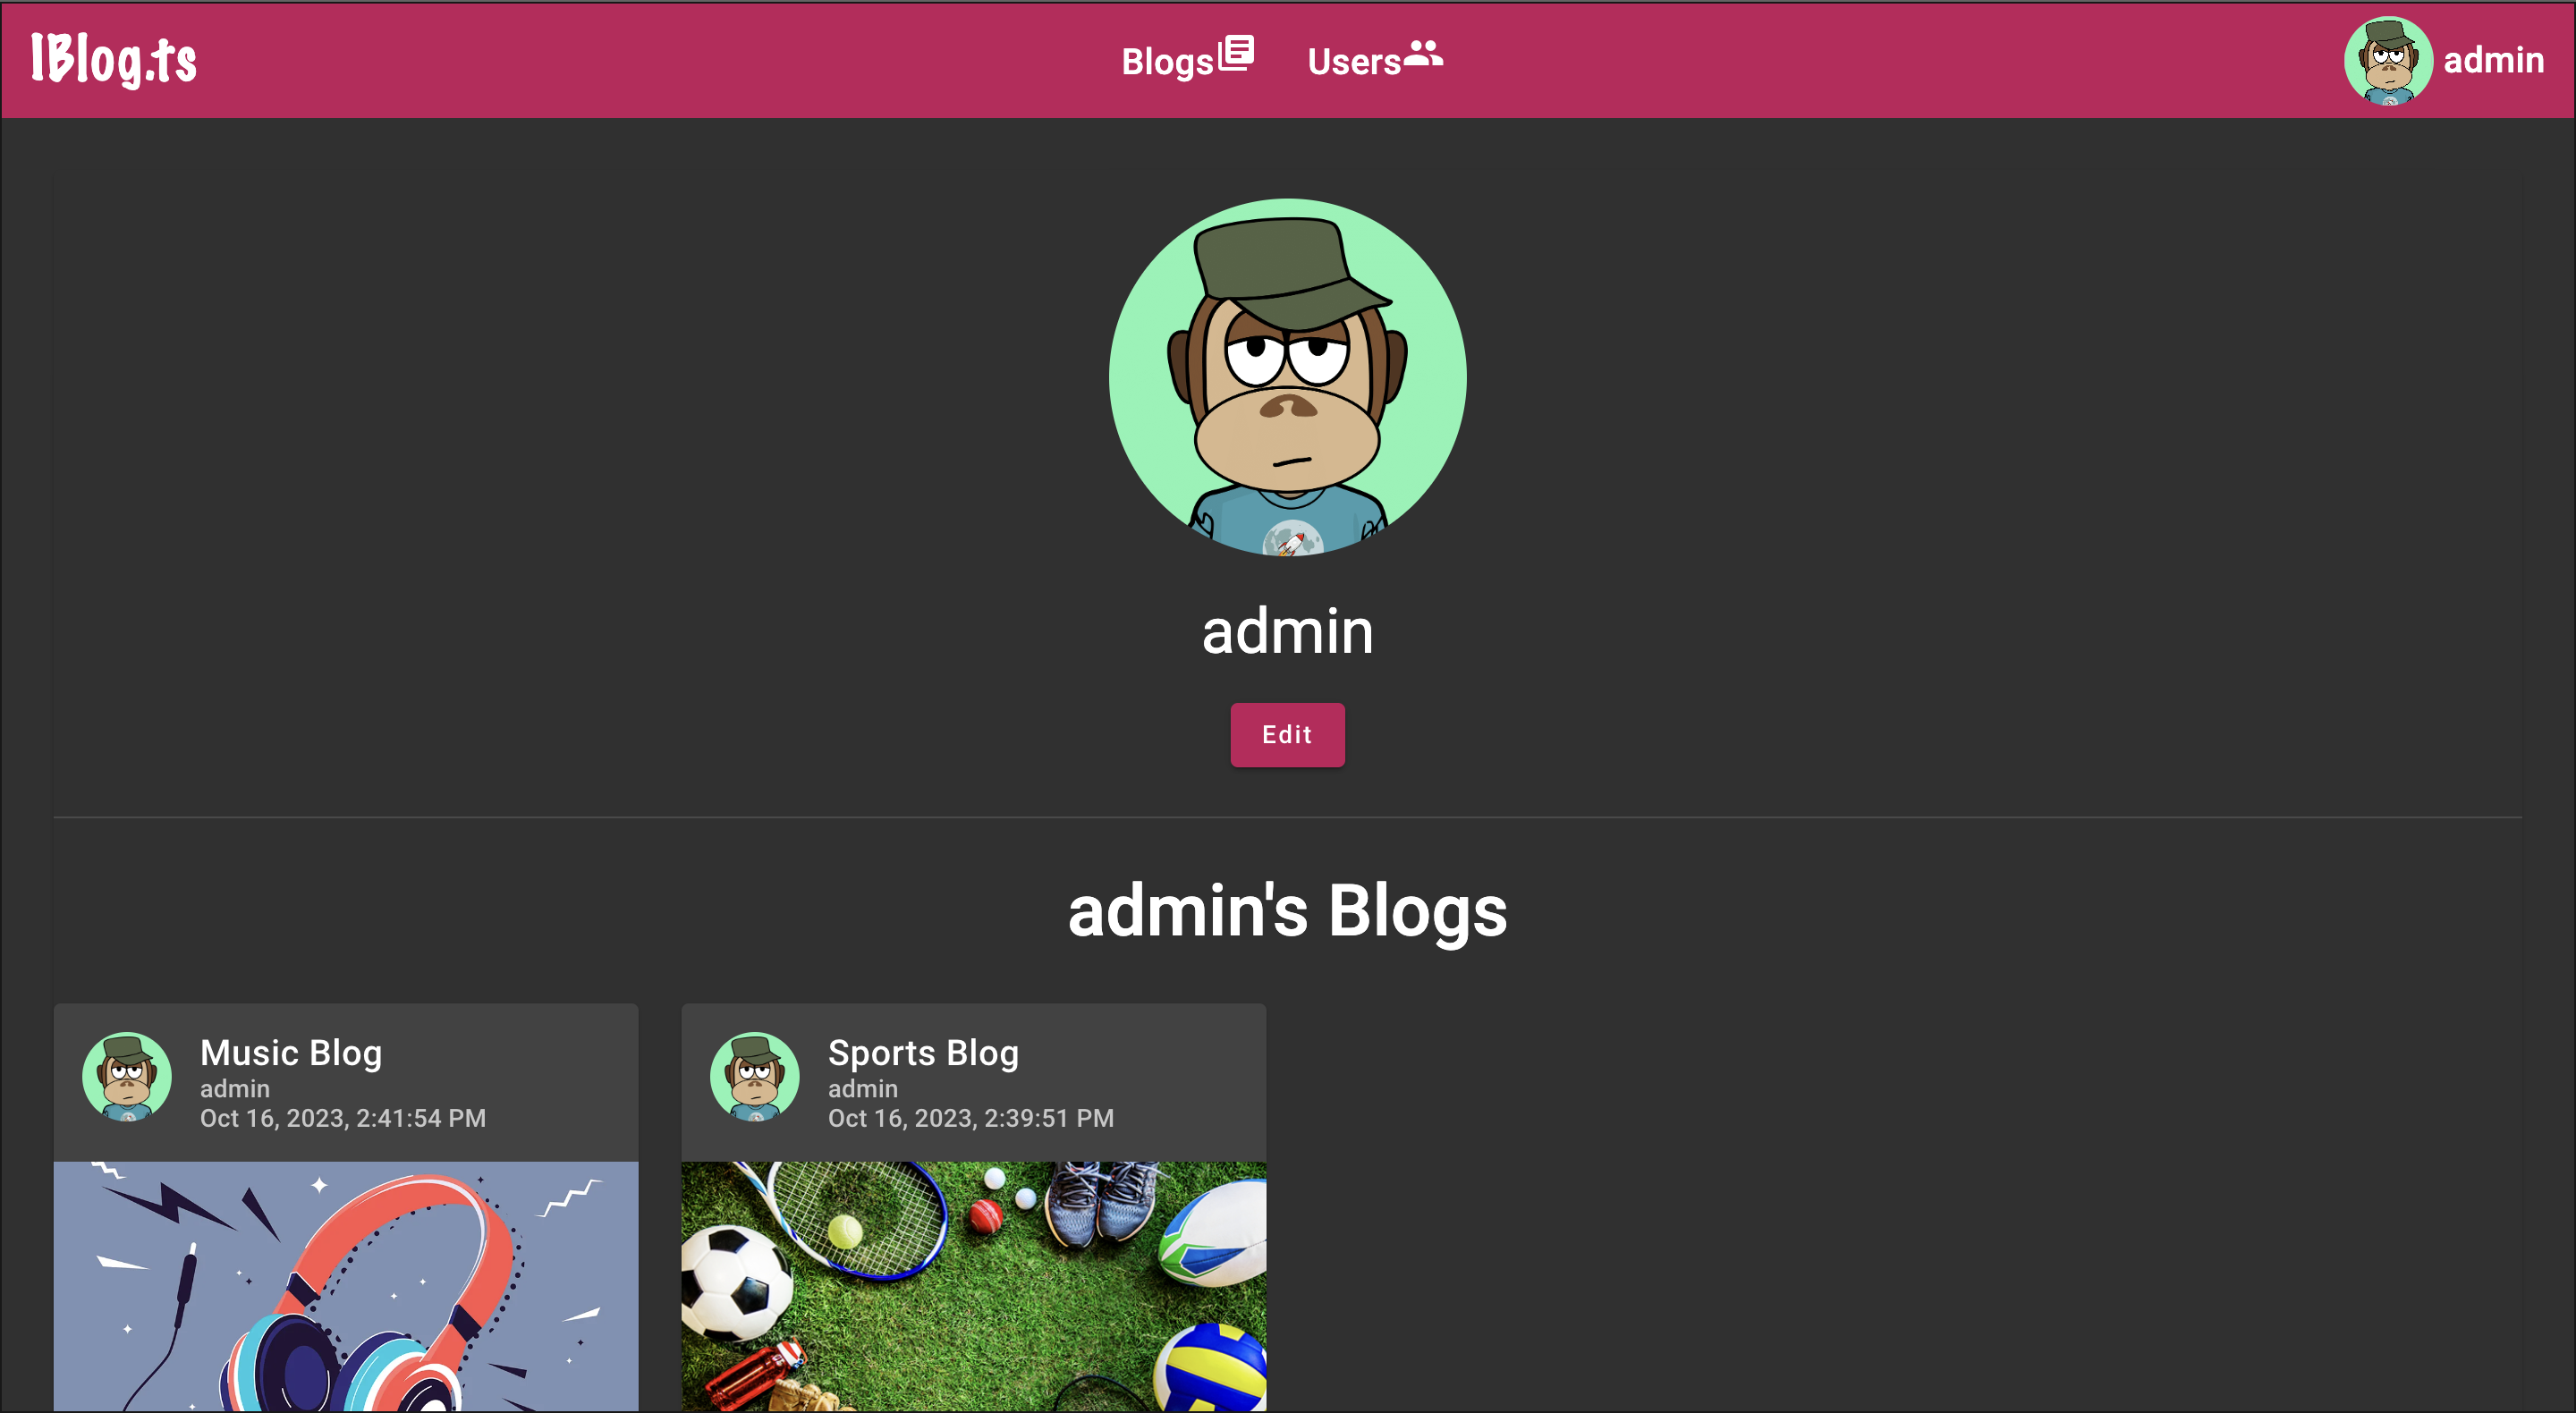 IBlog.ts
Blogs
Users
admin
admin
Edit
admin's Blogs
Music Blog
admin
Oct 16, 2023, 2:41:54 PM
Sports Blog
admin
Oct 16, 2023, 2:39:51 PM